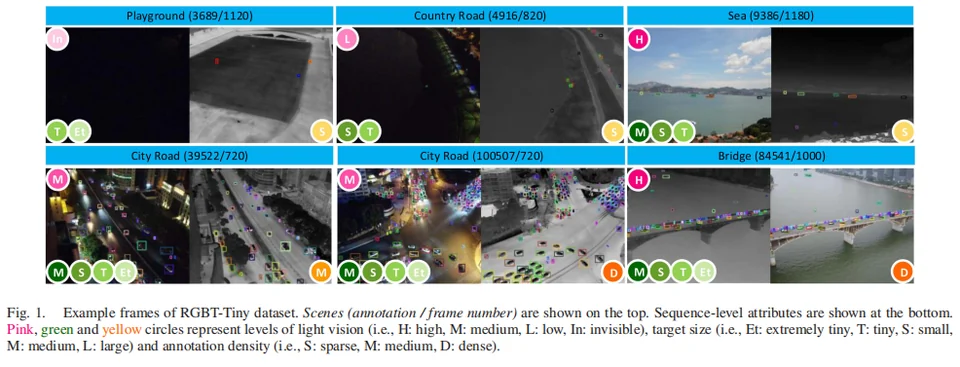 Playground (3689/1120)
Country Road (4916/820)
Sea (9386/1180)
In
L
H
T Et
S
S T
S
M S T
S
City Road (39522/720)
City Road (100507/720)
Bridge (84541/1000)
M
M
H
M S T Et
M
M S T Et
D
M S T Et
D
Fig. 1. Example frames of RGBT-Tiny dataset. Scenes (annotation / frame number) are shown on the top. Sequence-level attributes are shown at the bottom.
Pink, green and yellow circles represent levels of light vision (i.e., H: high, M: medium, L: low, In: invisible), target size (i.e., Et: extremely tiny, T: tiny, S: small,
M: medium, L: large) and annotation density (i.e., S: sparse, M: medium, D: dense).